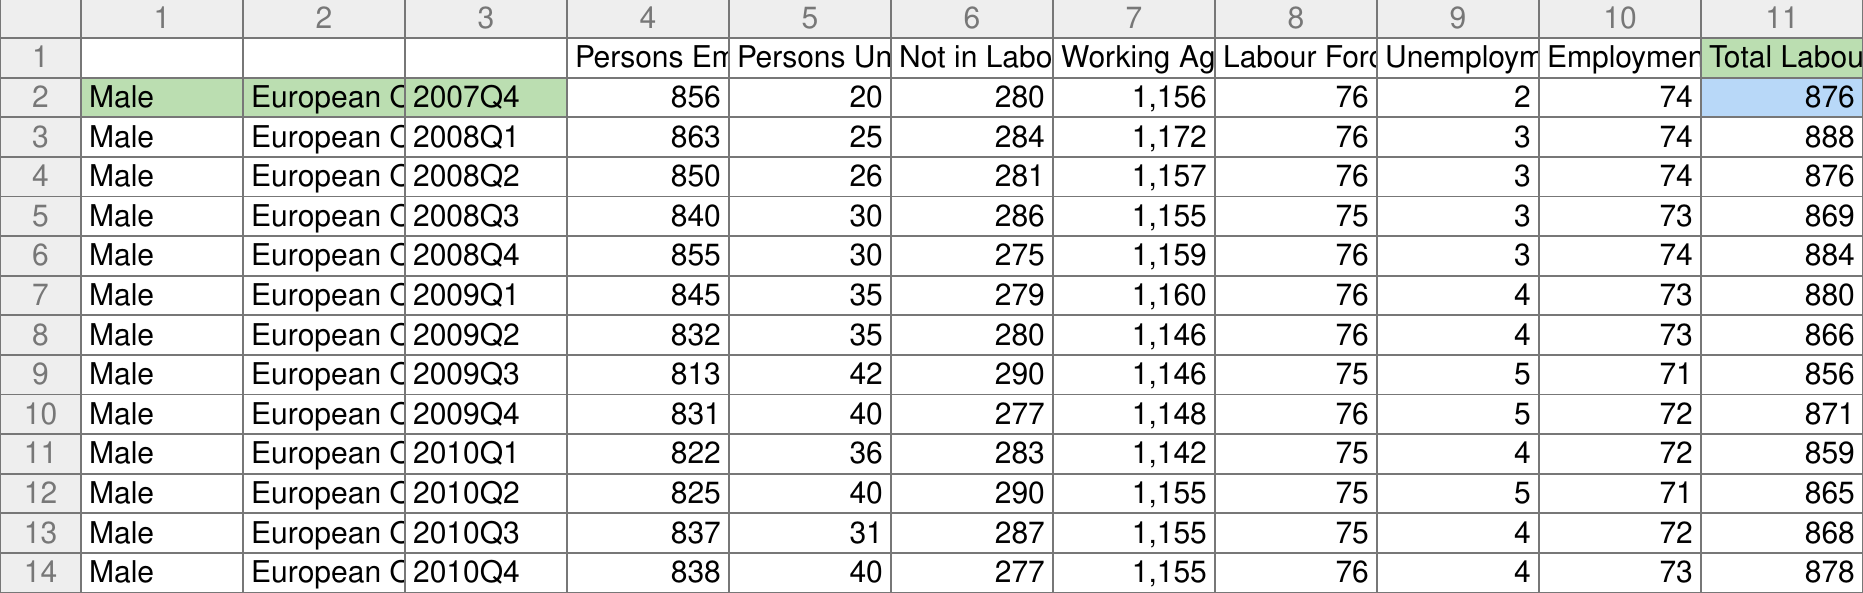 1 2 3 4 5 6 7 8 9 10 11
1 Persons Em Persons Un Not in Labo Working Ag Labour Forc Unemploym Employmen Total Labou
2 Male European C 2007Q4 856 20 280 1,156 76 2 74 876
3 Male European C 2008Q1 863 25 284 1,172 76 3 74 888
4 Male European C 2008Q2 850 26 281 1,157 76 3 74 876
5 Male European C 2008Q3 840 30 286 1,155 75 3 73 869
6 Male European C 2008Q4 855 30 275 1,159 76 3 74 884
7 Male European C 2009Q1 845 35 279 1,160 76 4 73 880
8 Male European C 2009Q2 832 35 280 1,146 76 4 73 866
9 Male European C 2009Q3 813 42 290 1,146 75 5 71 856
10 Male European C 2009Q4 831 40 277 1,148 76 5 72 871
11 Male European C 2010Q1 822 36 283 1,142 75 4 72 859
12 Male European C 2010Q2 825 40 290 1,155 75 5 71 865
13 Male European C 2010Q3 837 31 287 1,155 75 4 72 868
14 Male European C 2010Q4 838 40 277 1,155 76 4 73 878